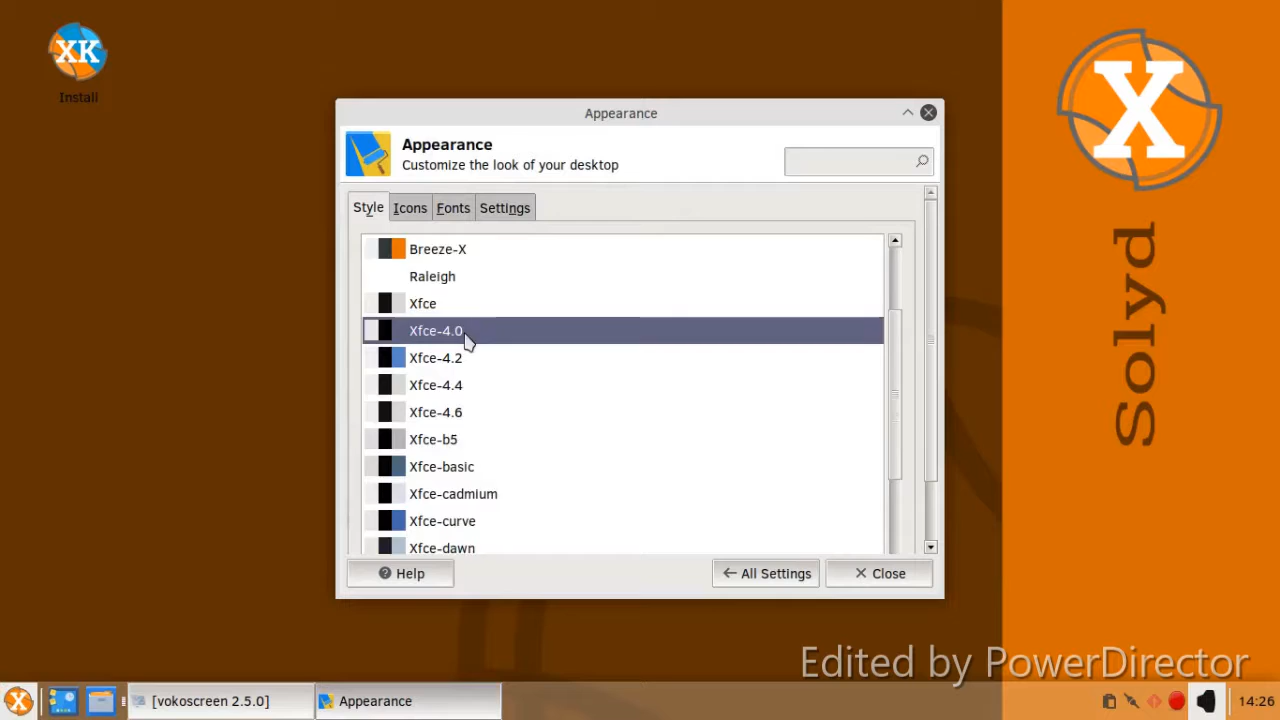 XK
Install
Appearance
Appearance
Customize the look of your desktop
Style
Icons
Fonts
Settings
Breeze-X
Raleigh
Xfce
Xfce-4.0
Xfce-4.2
Xfce-4.4
Xfce-4.6
Xfce-b5
Xfce-basic
Xfce-cadmium
Xfce-curve
Xfce-dawn
Help
All Settings
Close
X
Solyd
Edited by PowerDirector
X
[vokoscreen 2.5.0]
Appearance
14:26